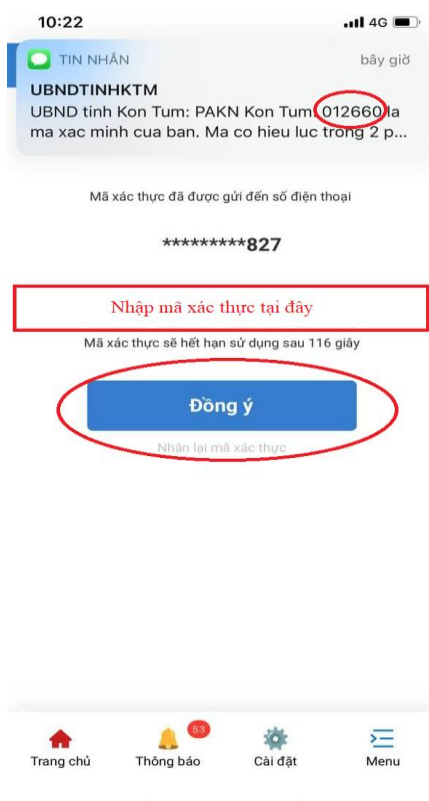 10:22
4G
TIN NHẮN
bây giờ
UBNDTINHKTM
UBND tinh Kon Tum: PAKN Kon Tum: 012660 la
ma xac minh cua ban. Ma co hieu luc trong 2 p...
Mã xác thực đã được gửi đến số điện thoại
*********827
Nhập mã xác thực tại đây
Mã xác thực sẽ hết hạn sử dụng sau 116 giây
Đồng ý
Nhận lại mã xác thực
53
Trang chủ
Thông báo
Cài đặt
Menu